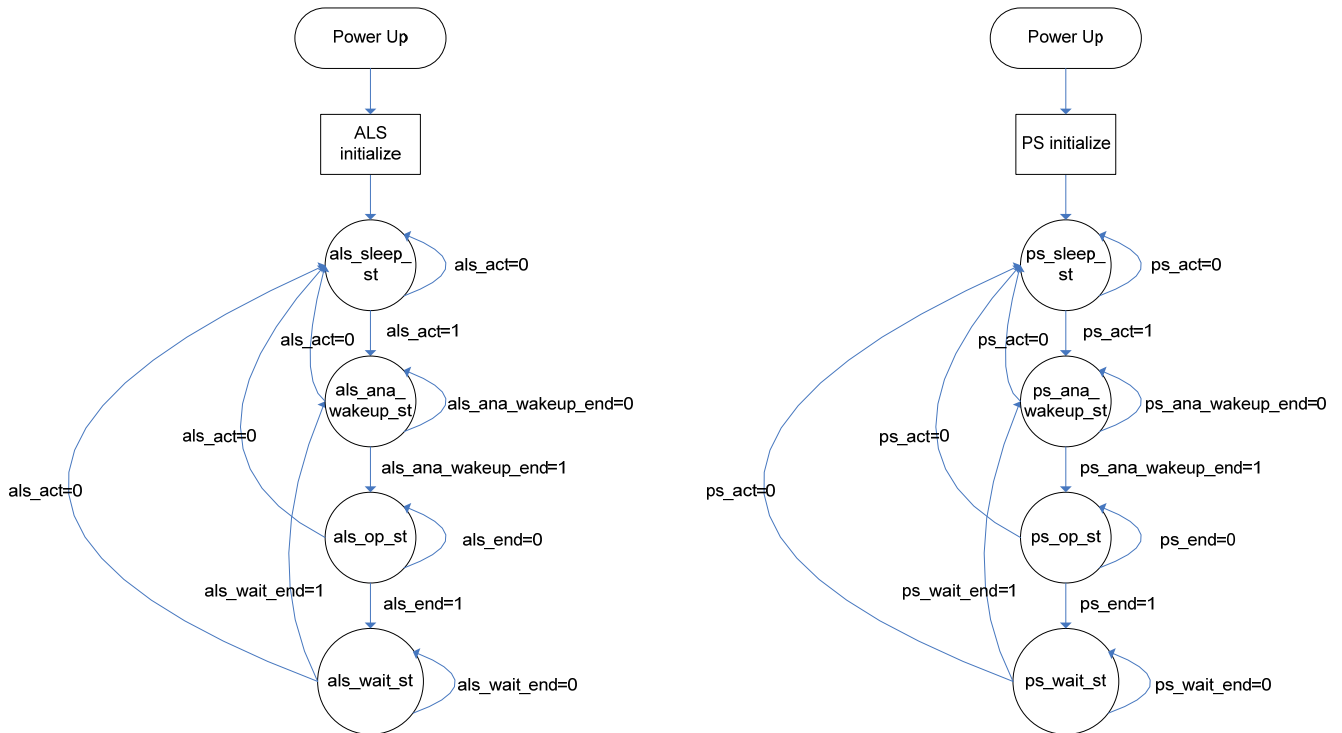 Power Up
ALS
initialize
als_sleep_
st
als_act=0
als_act=1
als_act=0
als_ana_
wakeup_st
als_ana_wakeup_end=0
als_act=0
als_ana_wakeup_end=1
als_act=0
als_op_st
als_end=0
als_wait_end=1
als_end=1
als_wait_st
als_wait_end=0
Power Up
PS initialize
ps_sleep_
st
ps_act=0
ps_act=1
ps_act=0
ps_ana_
wakeup_st
ps_ana_wakeup_end=0
ps_act=0
ps_ana_wakeup_end=1
ps_act=0
ps_op_st
ps_end=0
ps_wait_end=1
ps_end=1
ps_wait_st
ps_wait_end=0